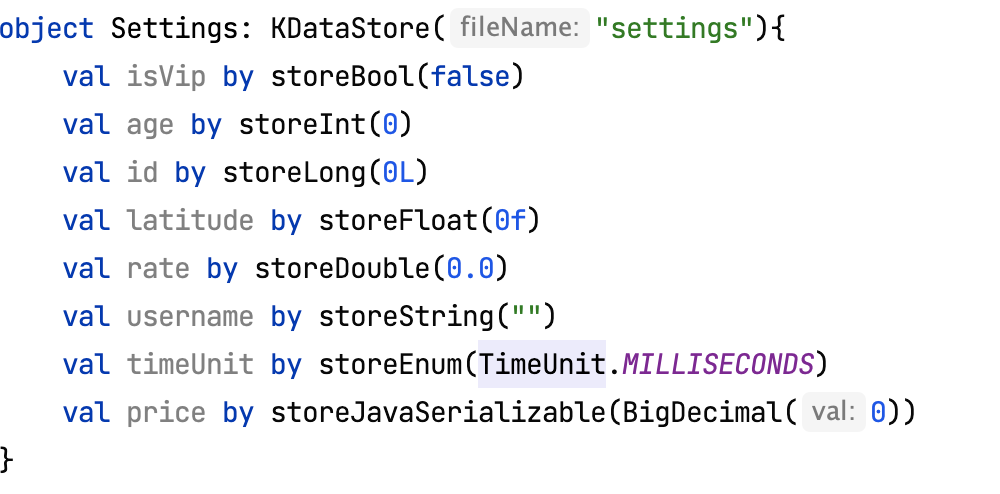 object Settings: KDataStore( fileName: "settings"){
val isVip by storeBool(false)
val age by storeInt(0)
val id by storeLong(0L)
val latitude by storeFloat(0f)
val rate by storeDouble(0.0)
val username by storeString("")
val timeUnit by storeEnum(TimeUnit.MILLISECONDS)
val price by storeJavaSerializable(BigDecimal( val: 0))
}